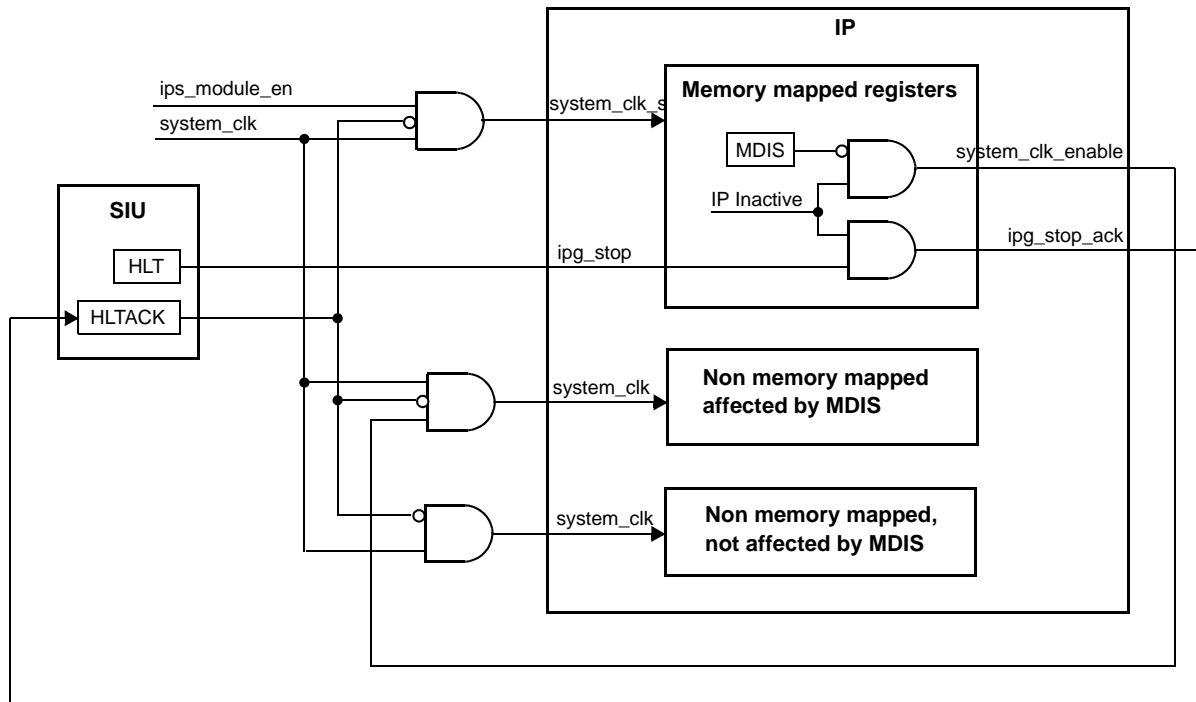 IP
ips_module_en
system_clk
system_clk_s
Memory mapped registers
MDIS
system_clk_enable
IP Inactive
SIU
HLT
ipg_stop
ipg_stop_ack
HLTACK
system_clk
Non memory mapped
affected by MDIS
system_clk
Non memory mapped,
not affected by MDIS